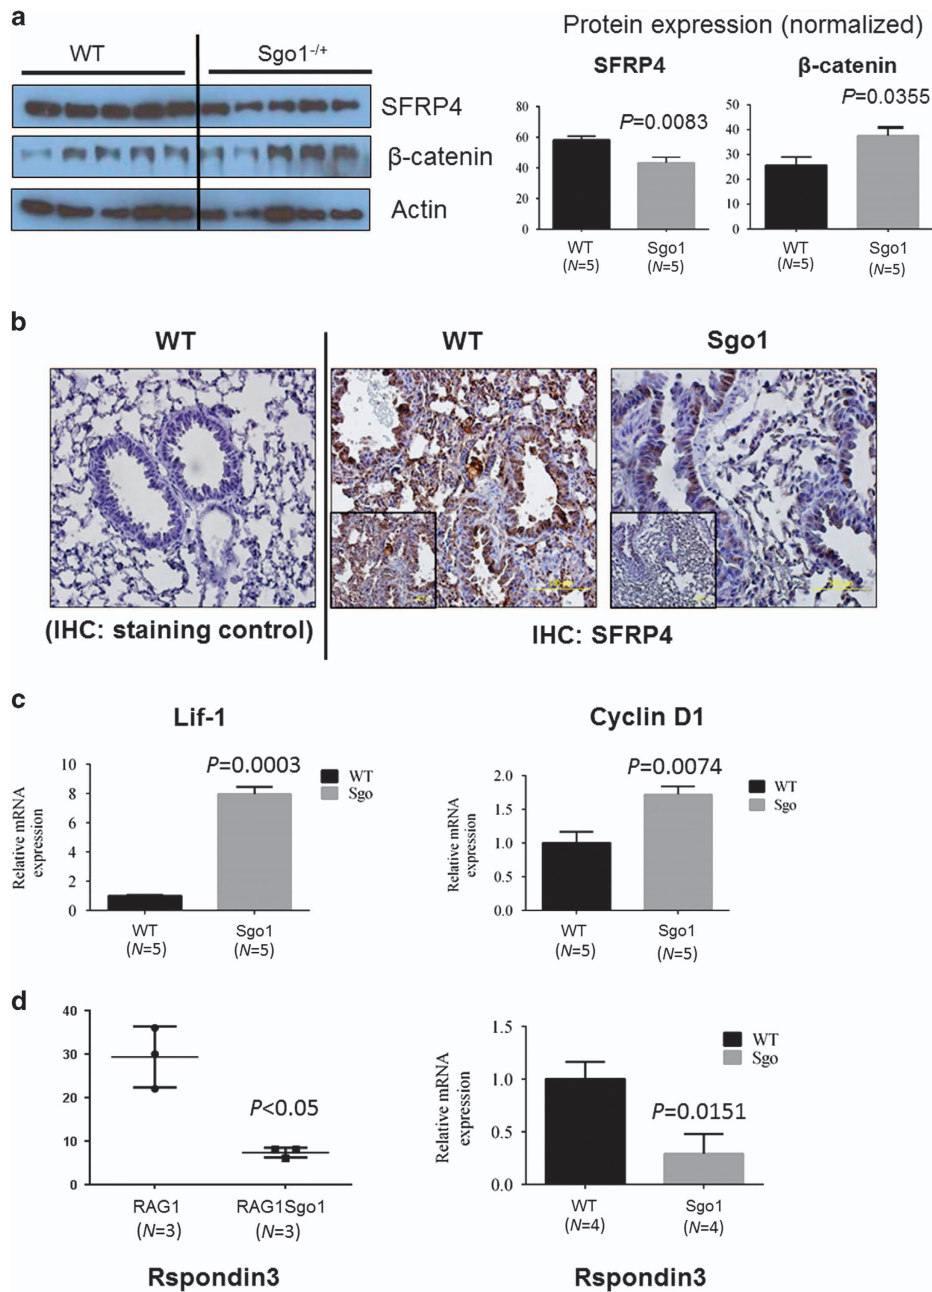 a
WT
Sgo1-/+
SFRP4
β-catenin
Actin
Protein expression (normalized)
SFRP4
P=0.0083
80
60
40
20
0
WT
(N=5)
Sgo1
(N=5)
β-catenin
P=0.0355
50
40
30
20
10
0
WT
(N=5)
Sgo1
(N=5)
b
WT
WT
Sgo1
(IHC: staining control)
IHC: SFRP4
c
Lif-1
P=0.0003
Relative mRNA
expression
10
8
6
4
2
0
WT
Sgo
WT
(N=5)
Sgo1
(N=5)
Cyclin D1
P=0.0074
Relative mRNA
expression
2.0
1.5
1.0
0.5
0.0
WT
Sgo
WT
(N=5)
Sgo1
(N=5)
d
40
30
20
10
0
P<0.05
RAG1
(N=3)
RAG1Sgo1
(N=3)
Rspondin3
Relative mRNA
expression
1.5
1.0
0.5
0.0
WT
Sgo
P=0.0151
WT
(N=4)
Sgo1
(N=4)
Rspondin3